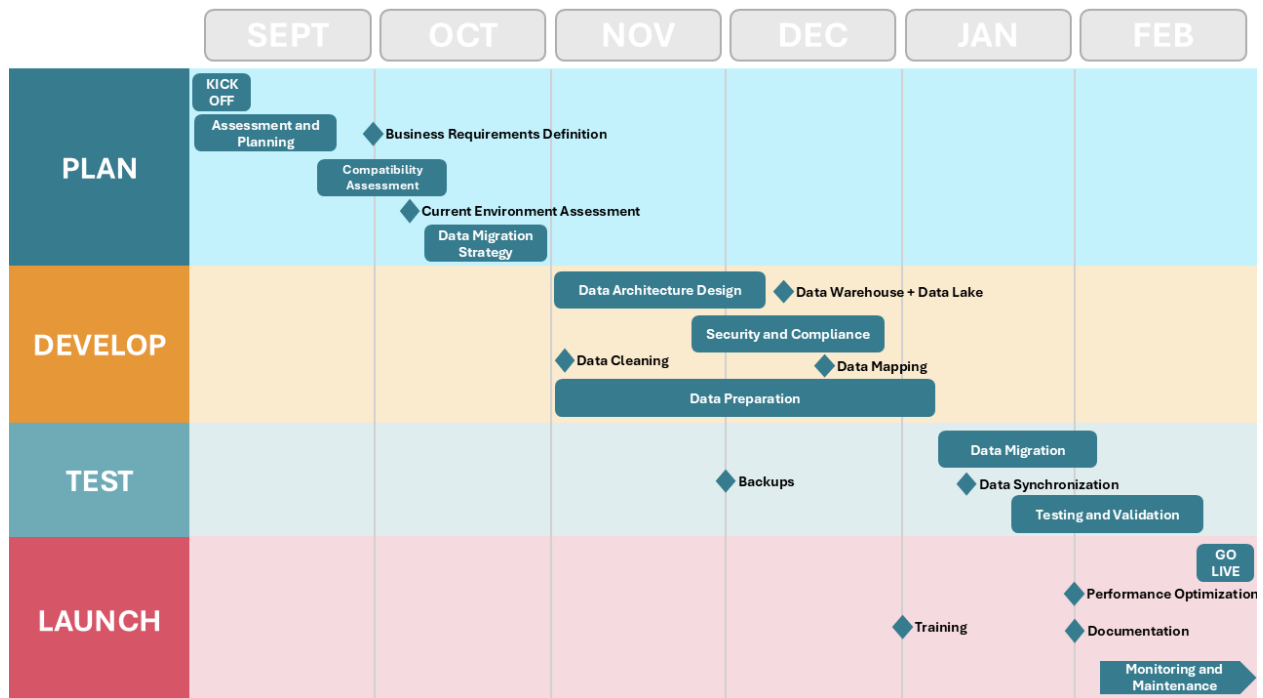 SEPT OCT NOV DEC JAN FEB
PLAN
KICK
OFF
Assessment and
Planning
Business Requirements Definition
Compatibility
Assessment
Current Environment Assessment
Data Migration
Strategy
DEVELOP
Data Architecture Design
Data Warehouse + Data Lake
Security and Compliance
Data Cleaning
Data Mapping
Data Preparation
TEST
Data Migration
Backups
Data Synchronization
Testing and Validation
LAUNCH
GO
LIVE
Performance Optimization
Training
Documentation
Monitoring and
Maintenance